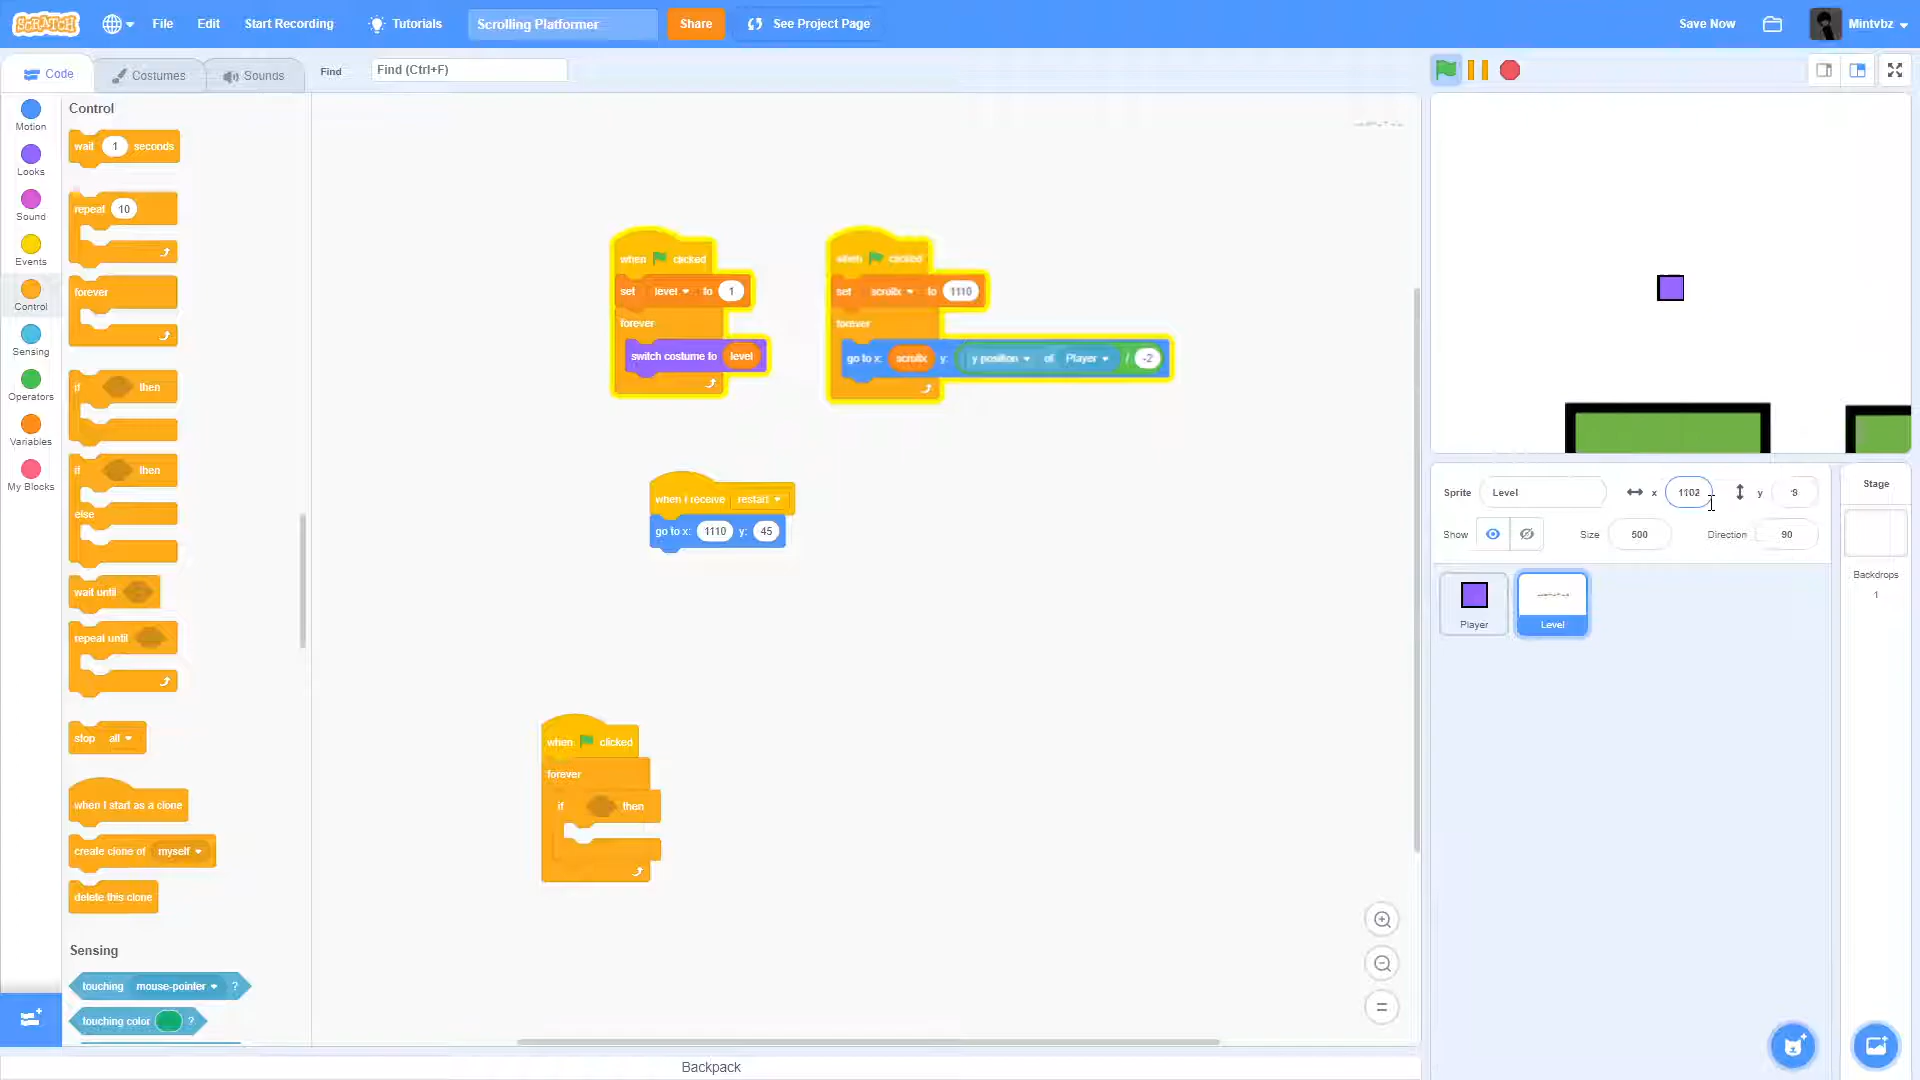 SCRATCH File Edit Start Recording Tutorials Scrolling Platformer Share See Project Page Save Now Mintvbz
Code Costumes Sounds Find Find (Ctrl+F)
Motion
Looks
Sound
Events
Control
Sensing
Operators
Variables
My Blocks
Control
wait 1 seconds
repeat 10
forever
if then
if then
else
wait until
repeat until
stop all
when I start as a clone
create clone of myself
delete this clone
Sensing
touching mouse-pointer ?
touching color ?
when clicked
set level to 1
forever
switch costume to level
when clicked
set scrollx to 1110
forever
go to x: scrollx y: y position of Player / -2
when I receive restart
go to x: 1110 y: 45
when clicked
forever
if then
Backpack
Sprite Level x 1102 y
Show Size 500 Direction 90
Player
Level
Stage
Backdrops
1